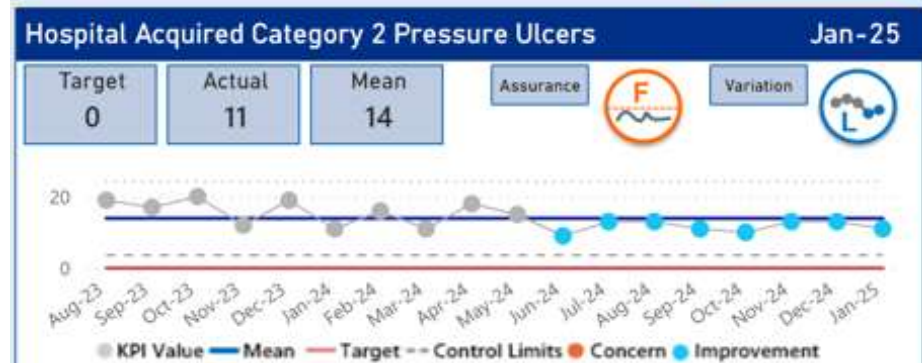 Hospital Acquired Category 2 Pressure Ulcers Jan-25
Target Actual Mean Assurance F Variation L
0 11 14
20
0
Aug-23 Sep-23 Oct-23 Nov-23 Dec-23 Jan-24 Feb-24 Mar-24 Apr-24 May-24 Jun-24 Jul-24 Aug-24 Sep-24 Oct-24 Nov-24 Dec-24 Jan-25
KPI Value Mean Target Control Limits Concern Improvement